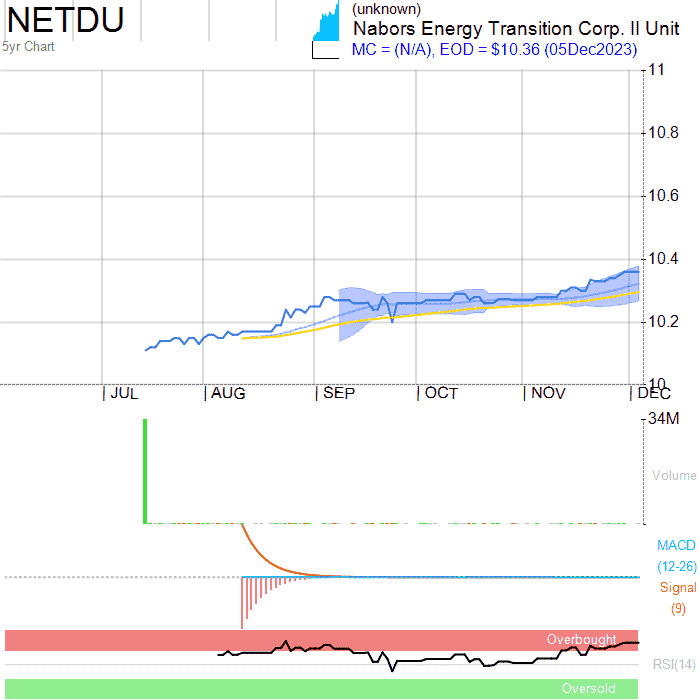 NETDU
5yr Chart
(unknown)
Nabors Energy Transition Corp. II Unit
MC = (N/A), EOD = $10.36 (05Dec2023)
11
10.8
10.6
10.4
10.2
10
JUL AUG SEP OCT NOV DEC
34M
Volume
MACD
(12-26)
Signal
(9)
Overbought
RSI(14)
Oversold